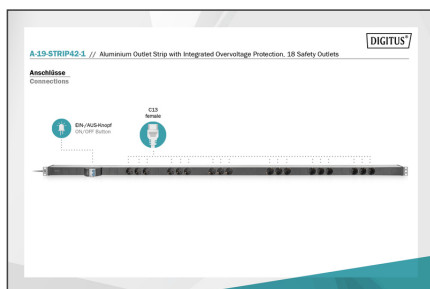 DIGITUS®
A-19-STRIP42-1 // Aluminium Outlet Strip with Integrated Overvoltage Protection, 18 Safety Outlets
Anschlüsse
Connections
EIN-/AUS-Knopf
ON/OFF Button
C13
female